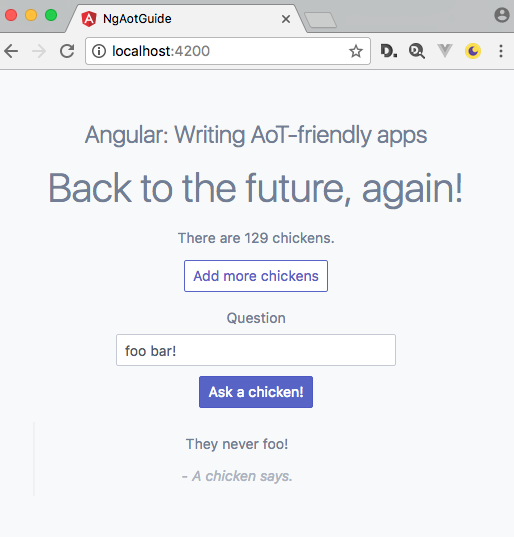 NgAotGuide
localhost:4200
D.
Angular: Writing AoT-friendly apps
Back to the future, again!
There are 129 chickens.
Add more chickens
Question
foo bar!
Ask a chicken!
They never foo!
- A chicken says.